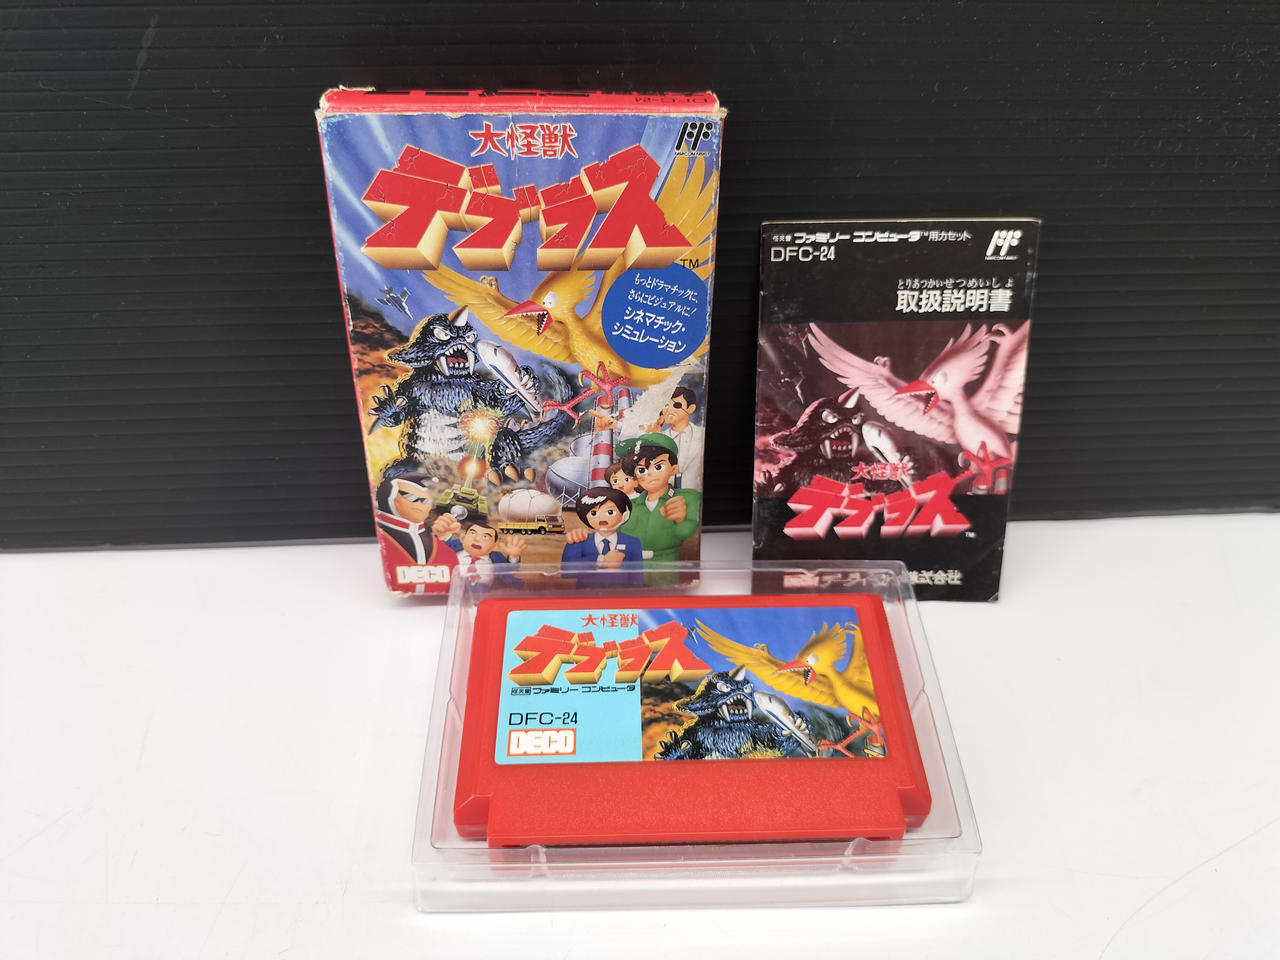 DFC-24
大怪獣
デブラス
TM
もっとドラマチックに、
さらにビジュアルに!
シネマチック・
シミュレーション
DECO
任天堂 ファミリー コンピュータ™用カセット
DFC-24
とりあつかいせつめいしょ
取扱説明書
大怪獣
デブラス
TM
株式会社
大怪獣
デブラス
任天堂 ファミリー コンピュータ
DFC-24
DECO